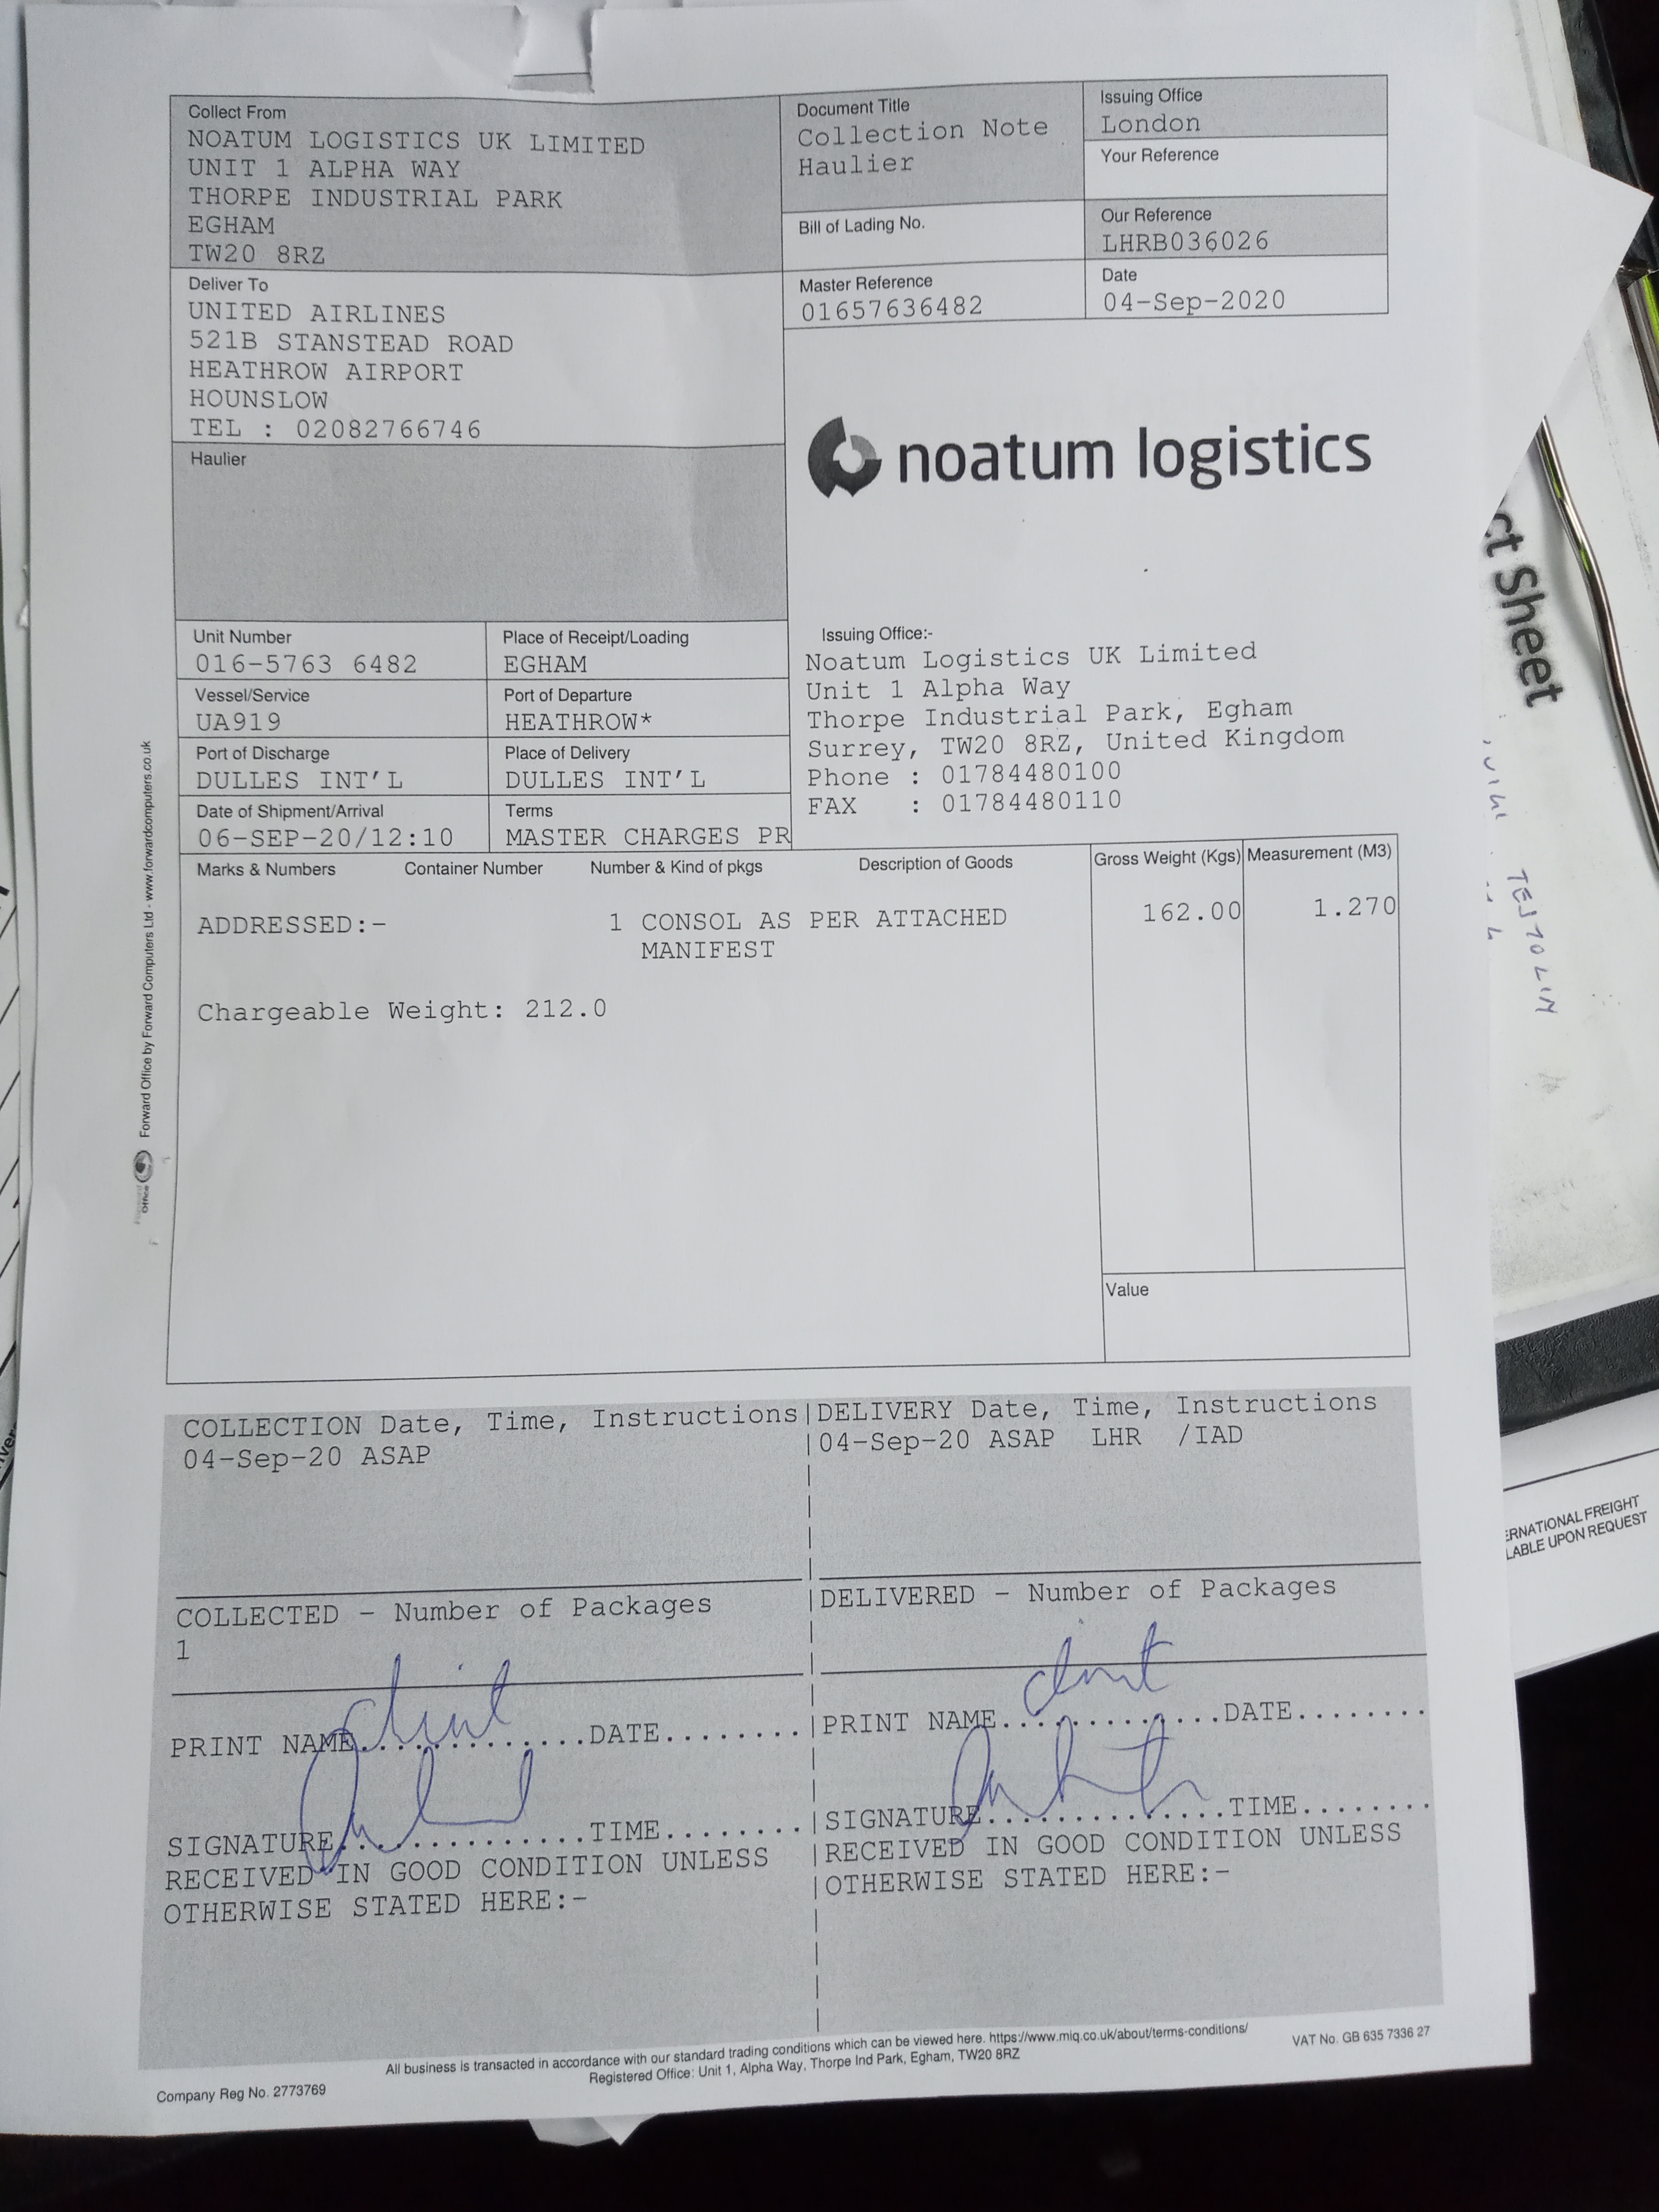 Collect From
NOATUM LOGISTICS UK LIMITED
UNIT 1 ALPHA WAY
THORPE INDUSTRIAL PARK
EGHAM
TW20 8RZ
Document Title
Collection Note
Haulier
Issuing Office
London
Your Reference
Bill of Lading No.
Our Reference
LHRB036026
Deliver To
UNITED AIRLINES
521B STANSTEAD ROAD
HEATHROW AIRPORT
HOUNSLOW
TEL : 02082766746
Master Reference
01657636482
Date
04-Sep-2020
noatum logistics
Haulier
Unit Number
016-5763 6482
Place of Receipt/Loading
EGHAM
Vessel/Service
UA919
Port of Departure
HEATHROW*
Port of Discharge
DULLES INT'L
Place of Delivery
DULLES INT'L
Date of Shipment/Arrival
06-SEP-20/12:10
Terms
MASTER CHARGES PR
Issuing Office:-
Noatum Logistics UK Limited
Unit 1 Alpha Way
Thorpe Industrial Park, Egham
Surrey, TW20 8RZ, United Kingdom
Phone : 01784480100
FAX : 01784480110
Marks & Numbers Container Number Number & Kind of pkgs Description of Goods Gross Weight (Kgs) Measurement (M3)
ADDRESSED:- 1 CONSOL AS PER ATTACHED 162.00 1.270
MANIFEST
Chargeable Weight: 212.0
Value
Forward Office by Forward Computers Ltd - www.forwardcomputers.co.uk
COLLECTION Date, Time, Instructions
04-Sep-20 ASAP
DELIVERY Date, Time, Instructions
04-Sep-20 ASAP LHR /IAD
COLLECTED - Number of Packages
1
DELIVERED - Number of Packages
PRINT NAME.............DATE........
clint
SIGNATURE..............TIME........
RECEIVED IN GOOD CONDITION UNLESS
OTHERWISE STATED HERE:-
PRINT NAME.............DATE........
clint
SIGNATURE..............TIME........
RECEIVED IN GOOD CONDITION UNLESS
OTHERWISE STATED HERE:-
All business is transacted in accordance with our standard trading conditions which can be viewed here. https://www.miq.co.uk/about/terms-conditions/
Registered Office: Unit 1, Alpha Way, Thorpe Ind Park, Egham, TW20 8RZ
VAT No. GB 635 7336 27
Company Reg No. 2773769
ct Sheet
ERNATIONAL FREIGHT
LABLE UPON REQUEST